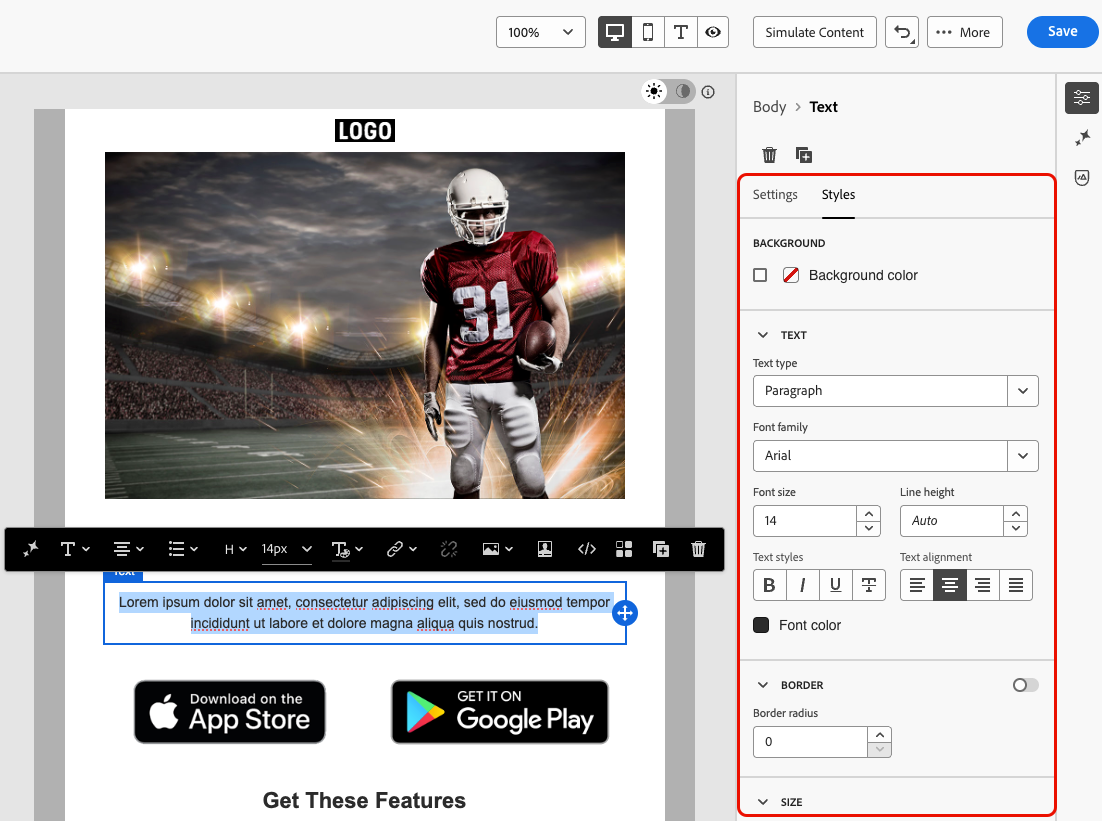 100%
Simulate Content
More
Save
LOGO
31
14px
H
Text
Lorem ipsum dolor sit amet, consectetur adipiscing elit, sed do eiusmod tempor
incididunt ut labore et dolore magna aliqua quis nostrud.
Download on the
App Store
GET IT ON
Google Play
Get These Features
Body > Text
Settings Styles
BACKGROUND
Background color
TEXT
Text type
Paragraph
Font family
Arial
Font size Line height
14 Auto
Text styles Text alignment
B I U T
Font color
BORDER
Border radius
0
SIZE